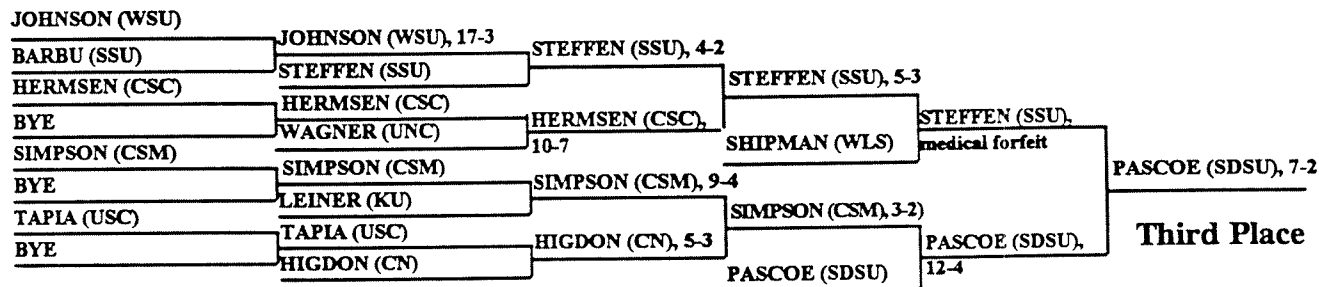 JOHNSON (WSU)
BARBU (SSU)
HERMSEN (CSC)
BYE
SIMPSON (CSM)
BYE
TAPIA (USC)
BYE
JOHNSON (WSU), 17-3
STEFFEN (SSU)
HERMSEN (CSC)
WAGNER (UNC)
SIMPSON (CSM)
LEINER (KU)
TAPIA (USC)
HIGDON (CN)
STEFFEN (SSU), 4-2
HERMSEN (CSC),
10-7
SIMPSON (CSM), 9-4
HIGDON (CN), 5-3
STEFFEN (SSU), 5-3
SHIPMAN (WLS)
SIMPSON (CSM), 3-2)
PASCOE (SDSU)
STEFFEN (SSU),
medical forfeit
PASCOE (SDSU),
12-4
PASCOE (SDSU), 7-2
Third Place